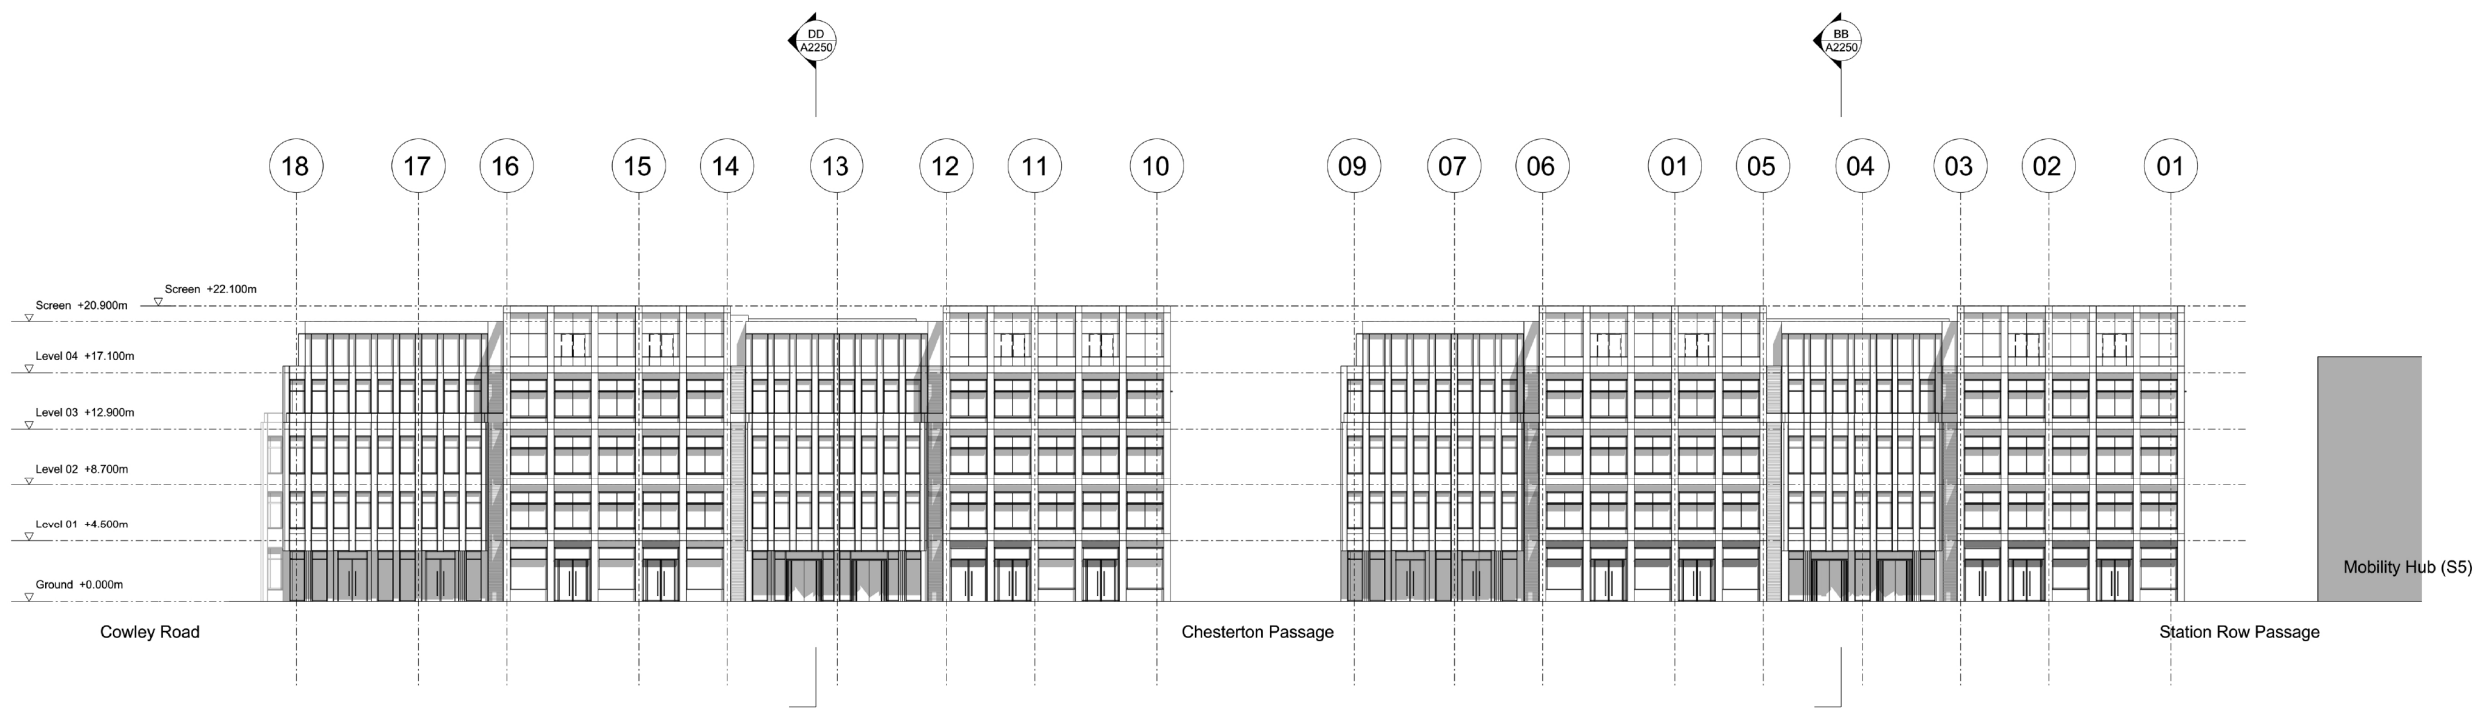 DD
A2250
BB
A2250
18 17 16 15 14 13 12 11 10 09 07 06 01 05 04 03 02 01
Screen +22.100m
Screen +20.900m
Level 04 +17.100m
Level 03 +12.900m
Level 02 +8.700m
Level 01 +4.500m
Ground +0.000m
Mobility Hub (S5)
Cowley Road
Chesterton Passage
Station Row Passage